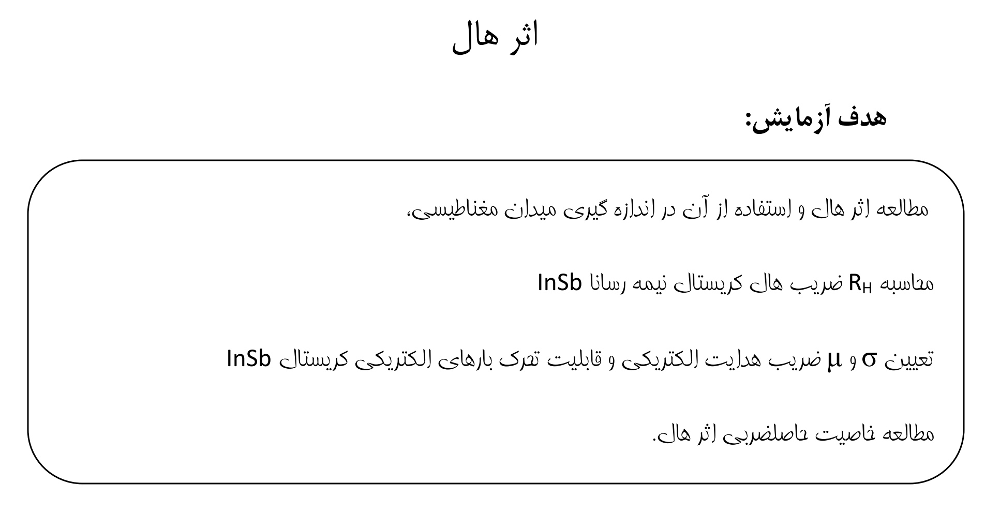 اثر هال
هدف آزمایش:
مطالعه اثر هال و استفاده از آن در اندازه گیری میدان مغناطیسی،
محاسبه R_H ضریب هال کریستال نیمه رسانا InSb
تعیین σ و μ ضریب هدایت الکتریکی و قابلیت تحرک بارهای الکتریکی کریستال InSb
مطالعه خاصیت حاصلضربی اثر هال.